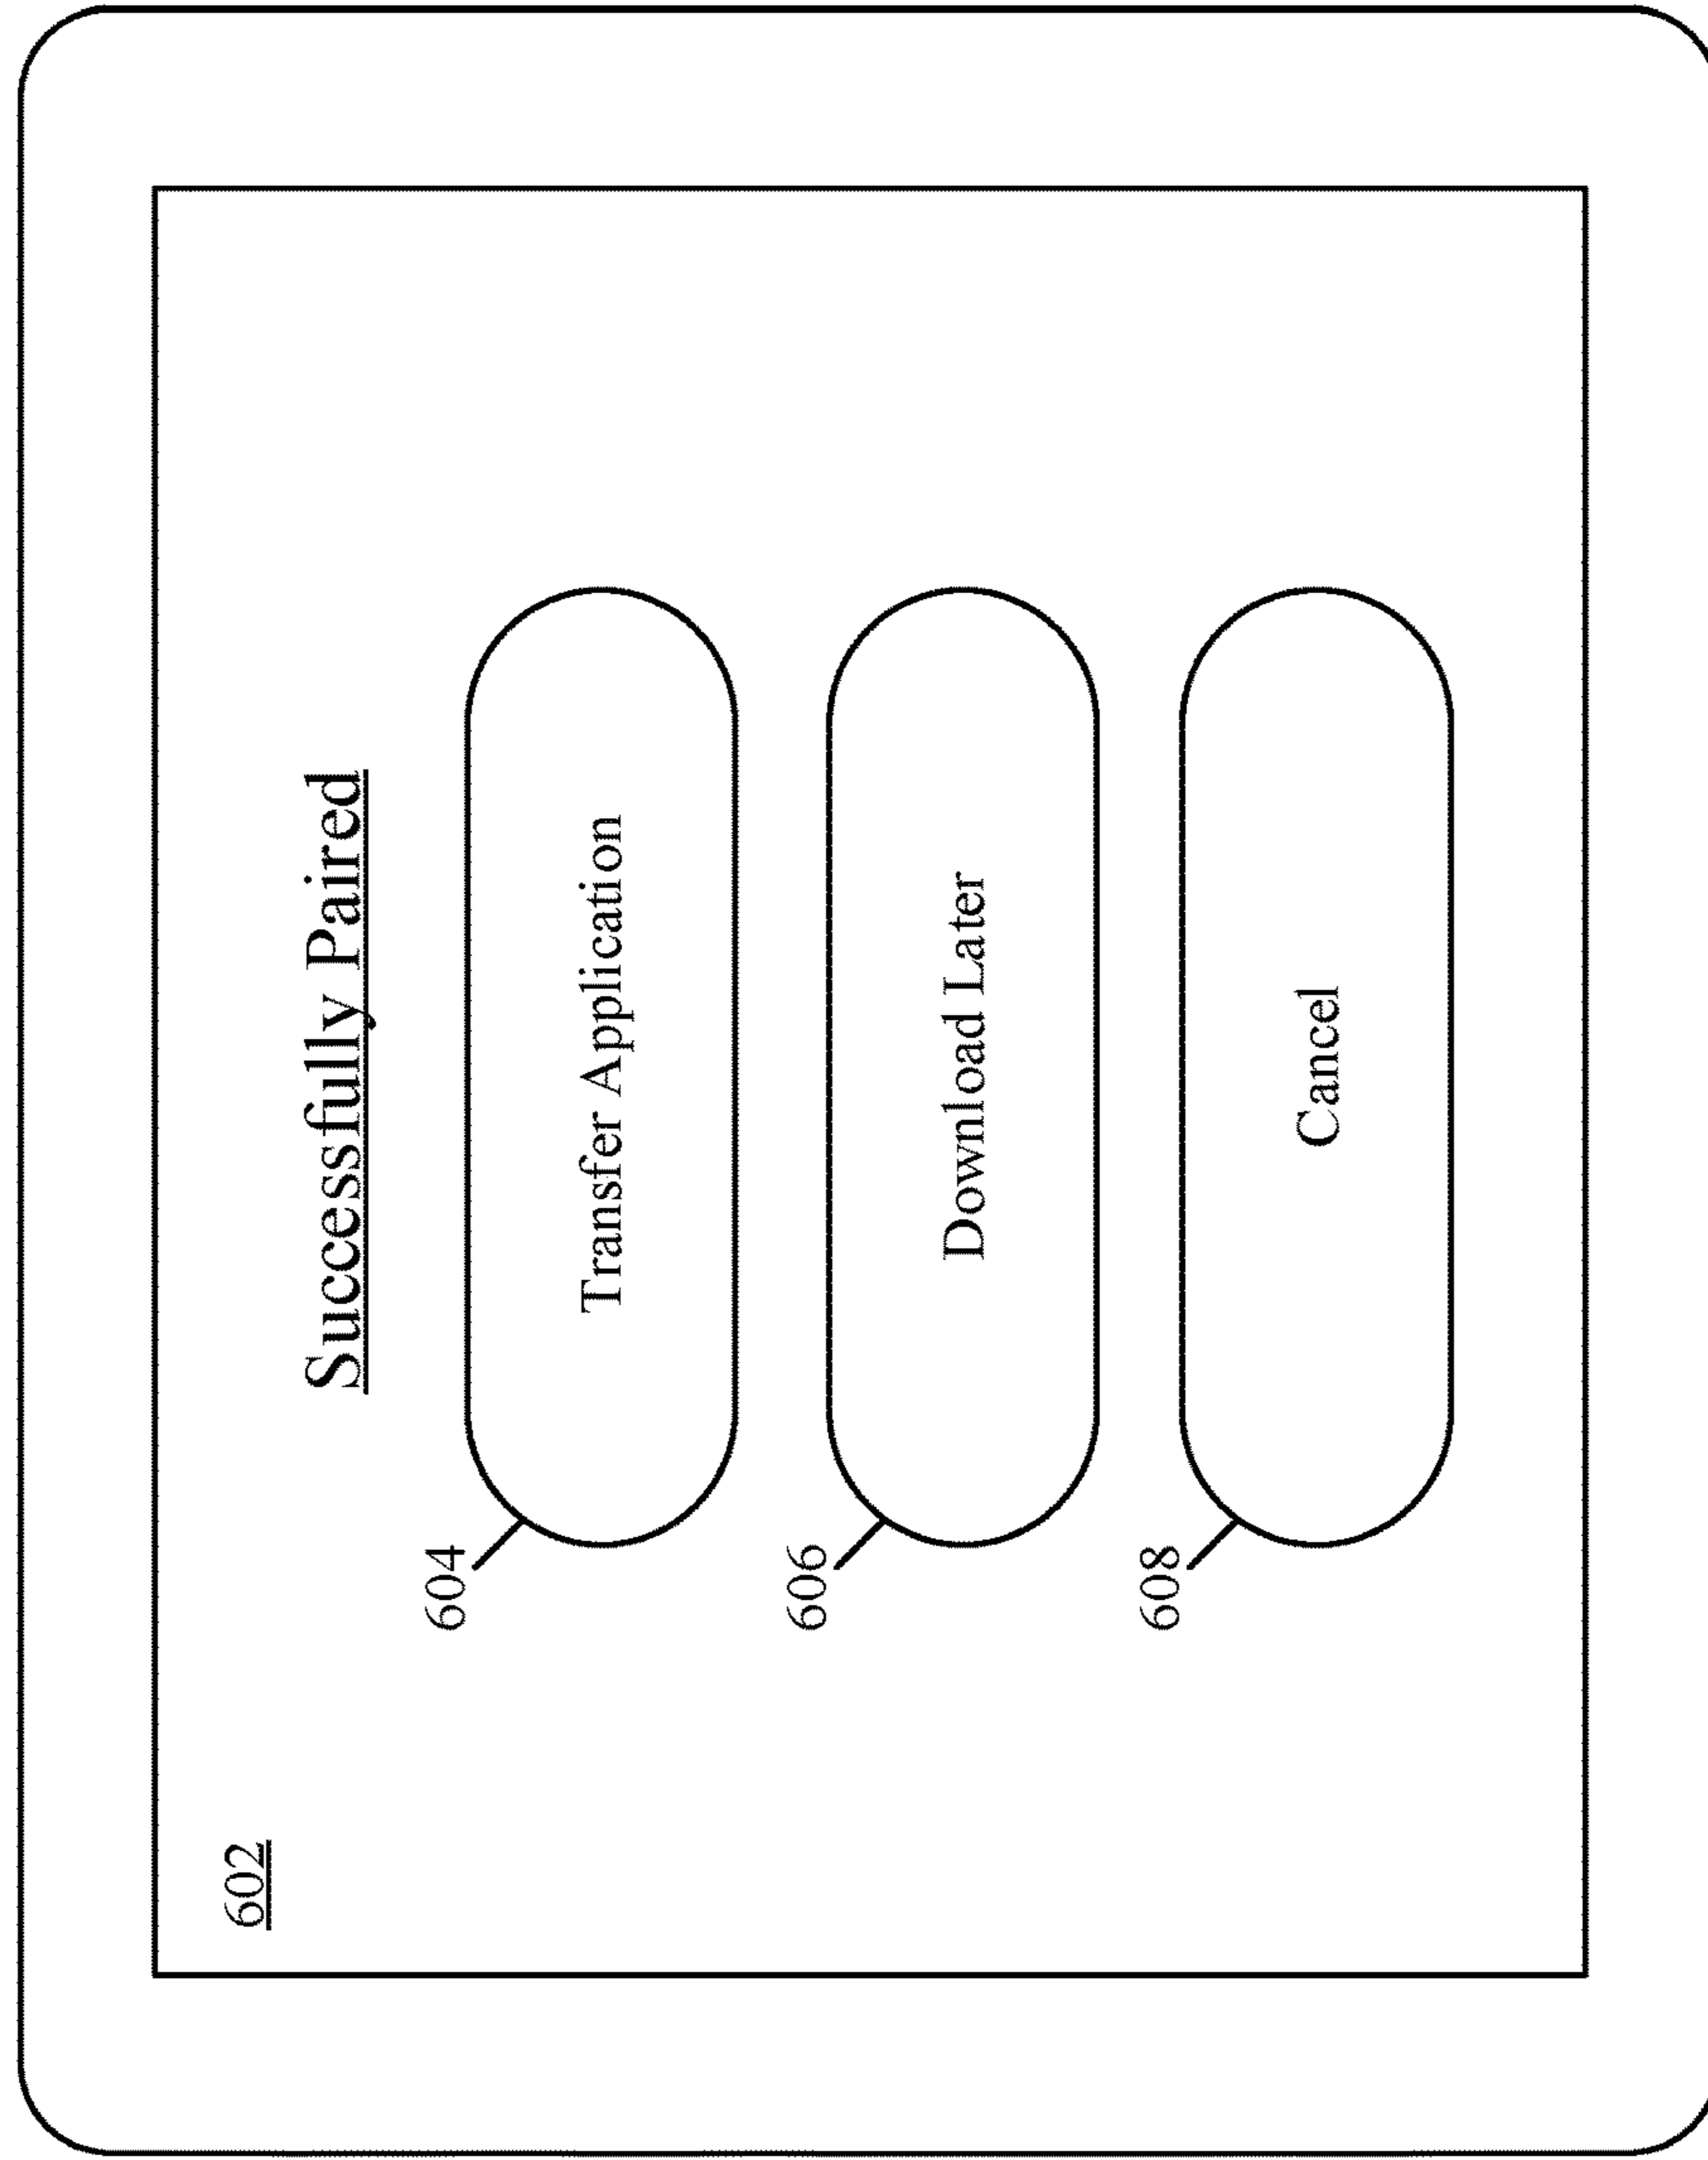 602
Successfully Paired
604
Transfer Application
606
Download Later
608
Cancel